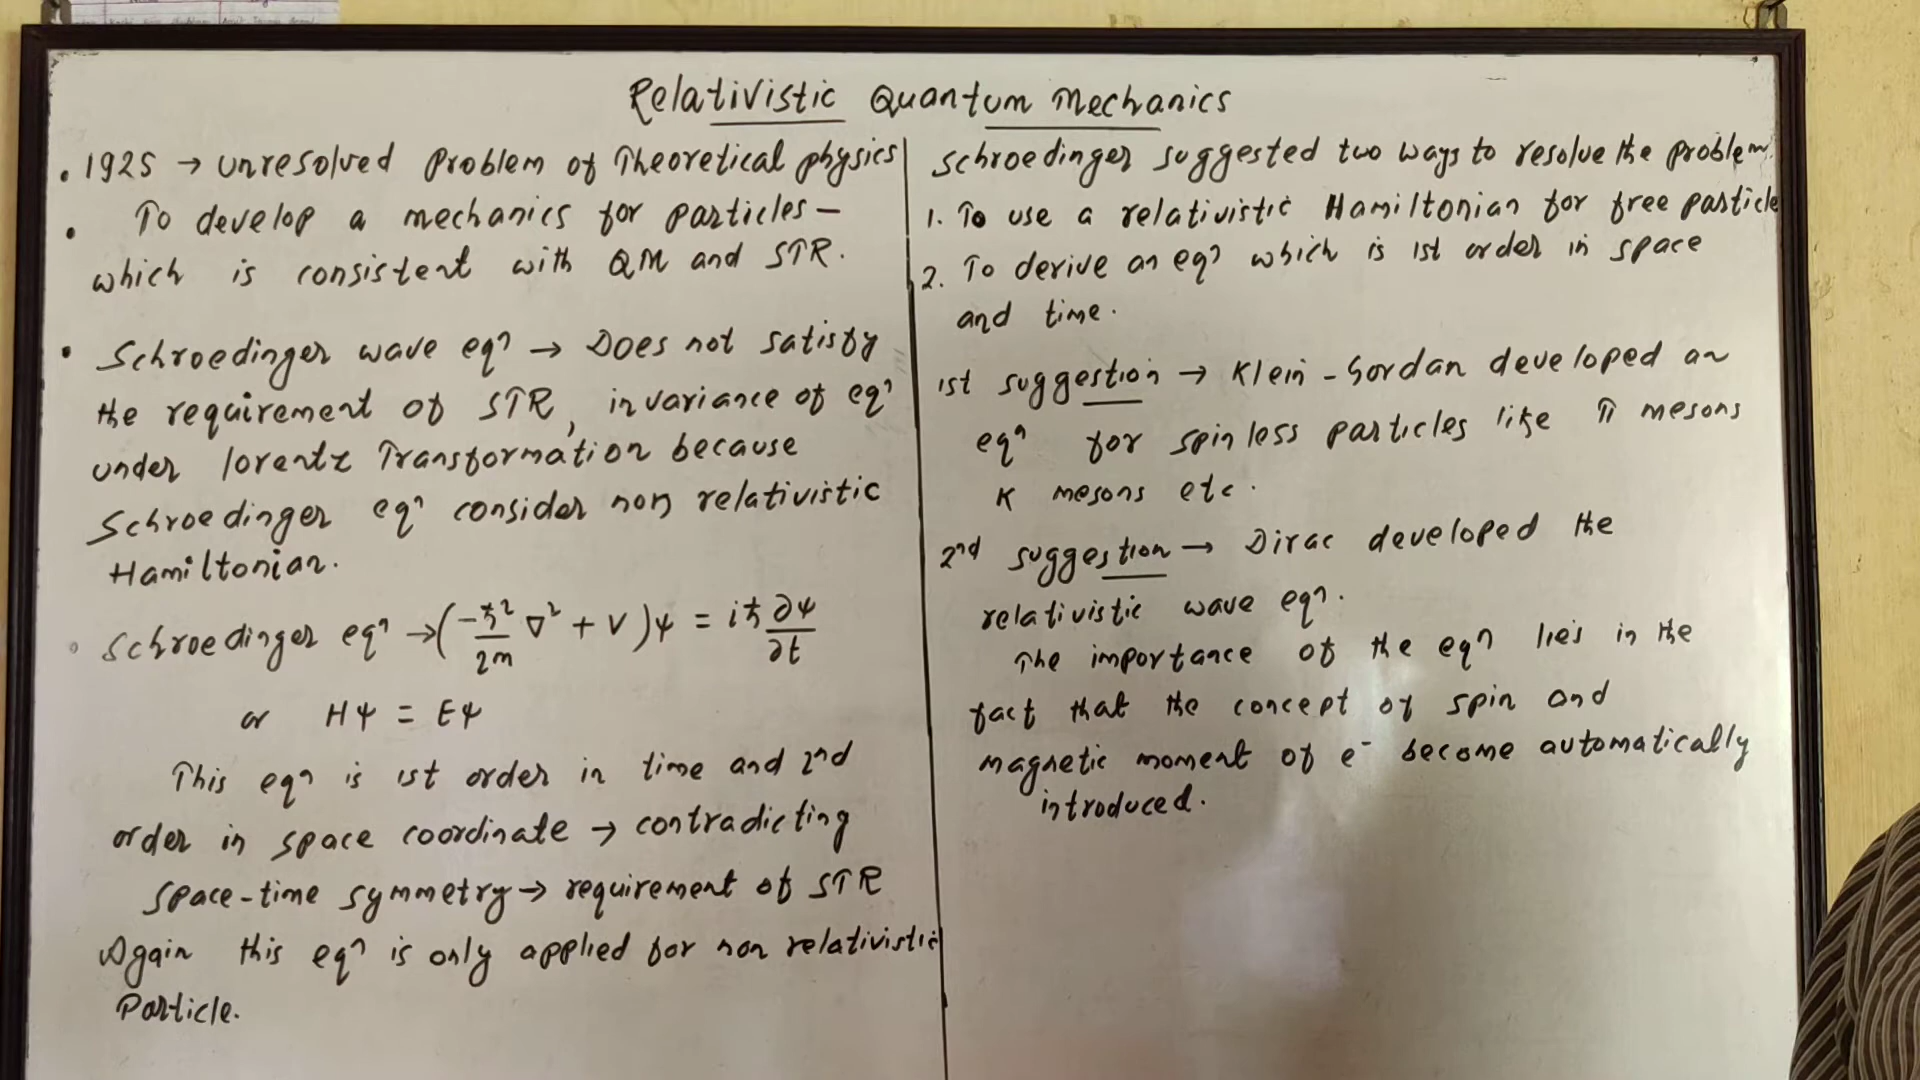 Relativistic Quantum Mechanics
• 1925 → unresolved problem of Theoretical physics
• To develop a mechanics for particles –
which is consistent with QM and STR.
• Schroedinger wave eqn → Does not satisfy
the requirement of STR, invariance of eqn
under lorentz Transformation because
Schroedinger eqn consider non relativistic
Hamiltonian.
• Schroedinger eqn → (-ħ²/2m ∇² + V)ψ = iħ ∂ψ/∂t
or Hψ = Eψ
This eqn is 1st order in time and 2nd
order in space coordinate → contradicting
space-time symmetry → requirement of STR
Again this eqn is only applied for non relativistic
Particle.
Schroedinger suggested two ways to resolve the problem.
1. To use a relativistic Hamiltonian for free particle
2. To derive an eqn which is 1st order in space
and time.
1st suggestion → Klein-Gordan developed an
eqn for spinless particles like π mesons
K mesons etc.
2nd suggestion → Dirac developed the
relativistic wave eqn.
The importance of the eqn lies in the
fact that the concept of spin and
magnetic moment of e⁻ become automatically
introduced.